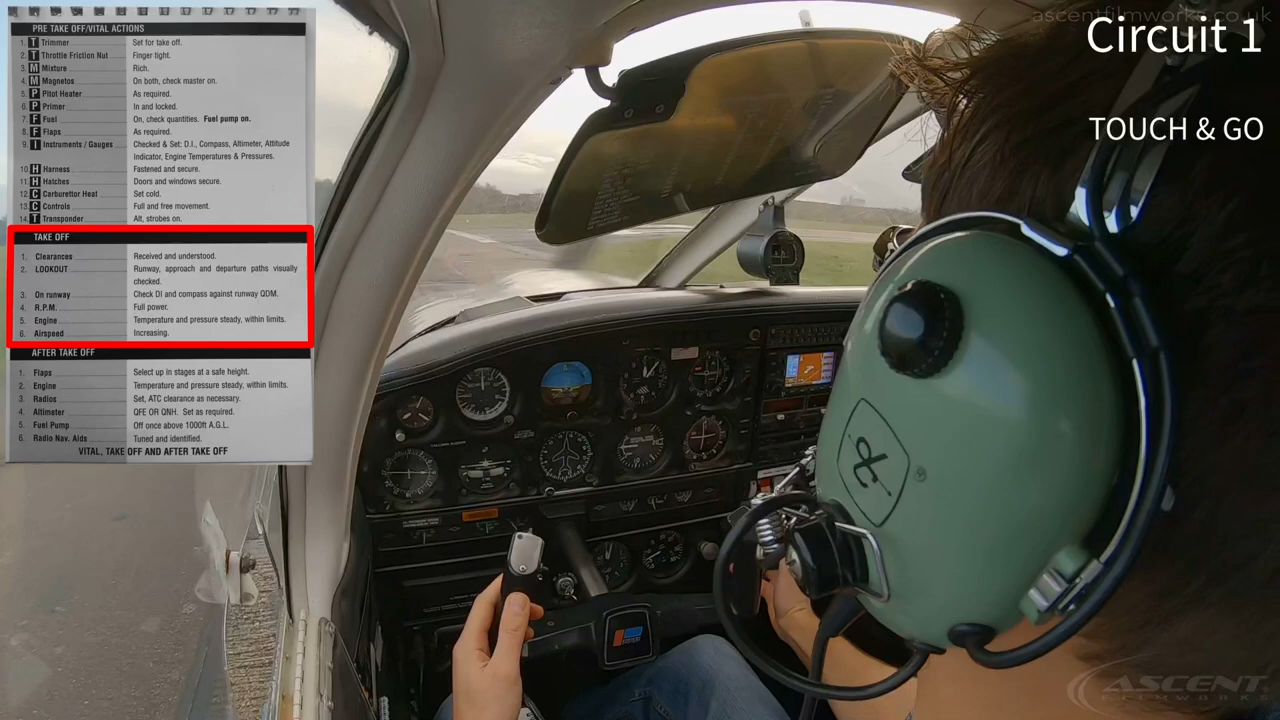 ascentfilmworks.co.uk
Circuit 1
TOUCH & GO
PRE TAKE OFF/VITAL ACTIONS
1. T Trimmer Set for take off.
2. T Throttle Friction Nut Finger tight.
3. M Mixture Rich.
4. M Magnetos On both, check master on.
5. P Pitot Heater As required.
6. P Primer In and locked.
7. F Fuel On, check quantities. Fuel pump on.
8. F Flaps As required.
9. I Instruments / Gauges Checked & Set: D.I., Compass, Altimeter, Attitude
Indicator, Engine Temperatures & Pressures.
10. H Harness Fastened and secure.
11. H Hatches Doors and windows secure.
12. C Carburettor Heat Set cold.
13. C Controls Full and free movement.
14. T Transponder Alt, strobes on.
TAKE OFF
1. Clearances Received and understood.
2. LOOKOUT Runway, approach and departure paths visually
checked.
3. On runway Check DI and compass against runway QDM.
4. R.P.M. Full power.
5. Engine Temperature and pressure steady, within limits.
6. Airspeed Increasing.
AFTER TAKE OFF
1. Flaps Select up in stages at a safe height.
2. Engine Temperature and pressure steady, within limits.
3. Radios Set, ATC clearance as necessary.
4. Altimeter QFE OR QNH. Set as required.
5. Fuel Pump Off once above 1000ft A.G.L.
6. Radio Nav. Aids Tuned and identified.
VITAL, TAKE OFF AND AFTER TAKE OFF
ASCENT
FILMWORKS